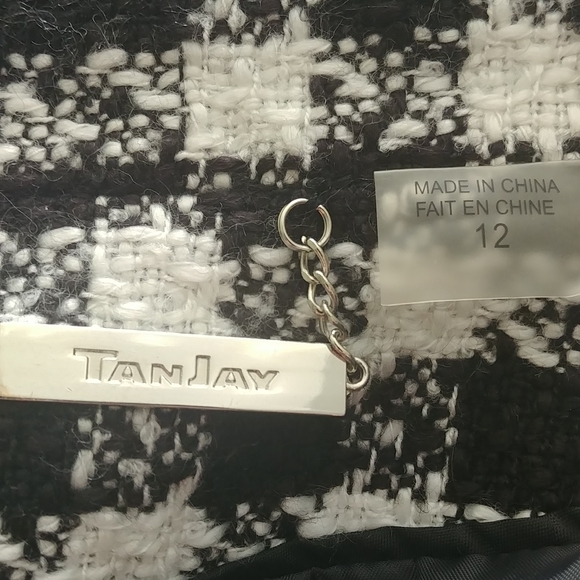 MADE IN CHINA
FAIT EN CHINE
12
TANJAY